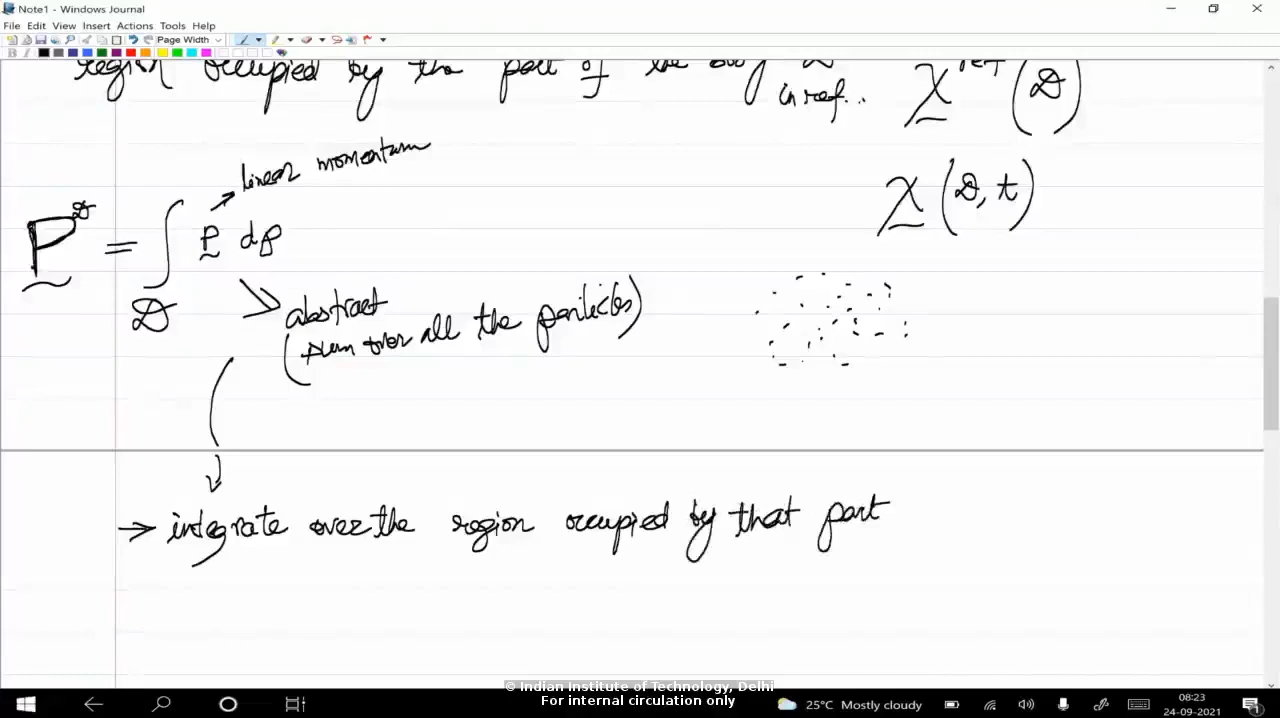 Note1 - Windows Journal
File Edit View Insert Actions Tools Help
Page Width
B I
region occupied by the part of the body
in ref.. χ^ref (𝒟)
linear momentum
P^𝒟 = ∫_𝒟 p dp
χ (𝒟, t)
abstract
(sum over all the particles)
→ integrate over the region occupied by that part
© Indian Institute of Technology, Delhi
For internal circulation only
25°C Mostly cloudy
08:23
24-09-2021